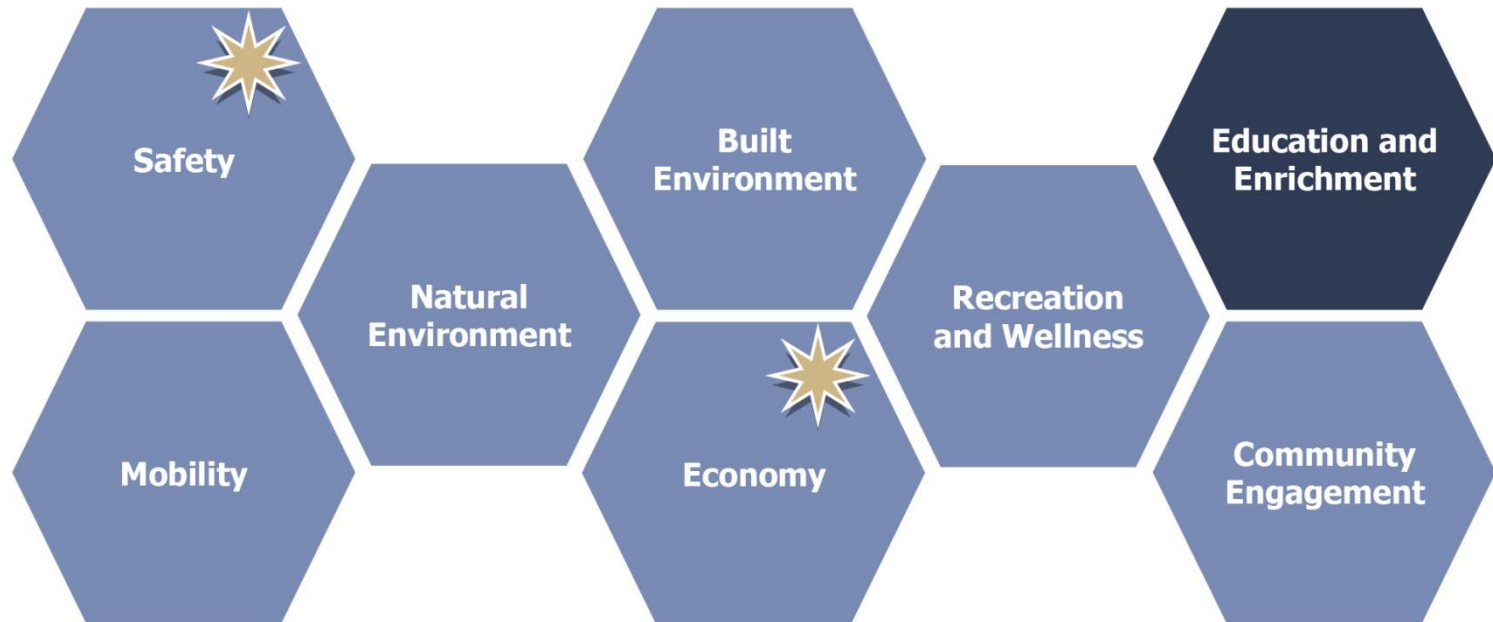 Safety
Mobility
Natural
Environment
Built
Environment
Economy
Recreation
and Wellness
Education and
Enrichment
Community
Engagement